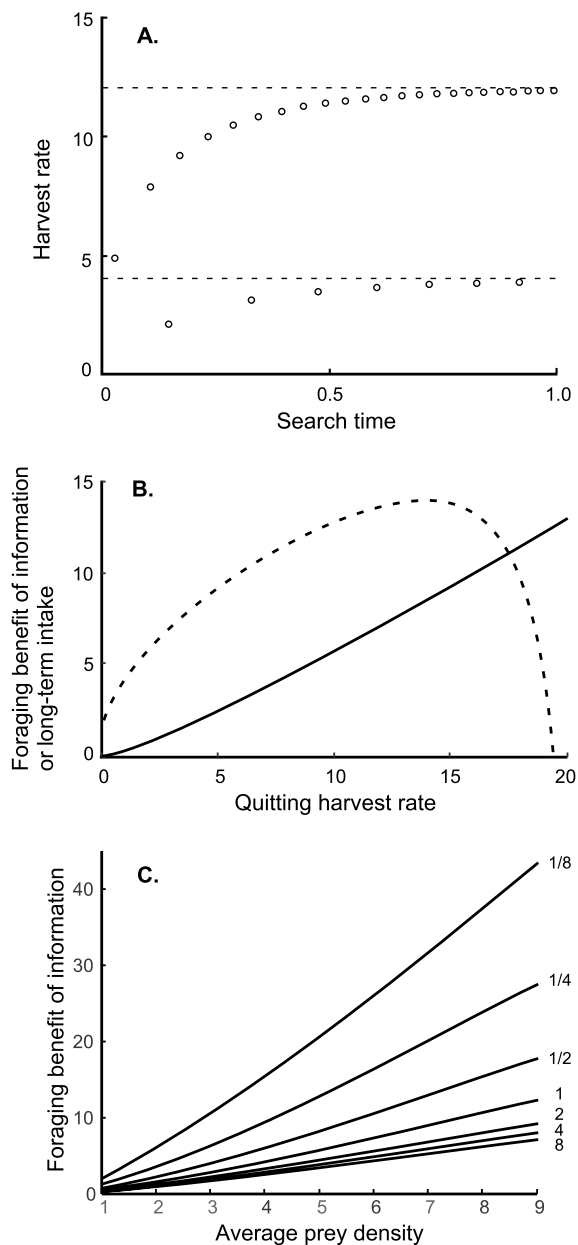 A.
15
10
5
0
Harvest rate
0
0.5
1.0
Search time
B.
15
10
5
0
Foraging benefit of information
or long-term intake
0
5
10
15
20
Quitting harvest rate
C.
40
30
20
10
0
Foraging benefit of information
1/8
1/4
1/2
1
2
4
8
1 2 3 4 5 6 7 8 9
Average prey density